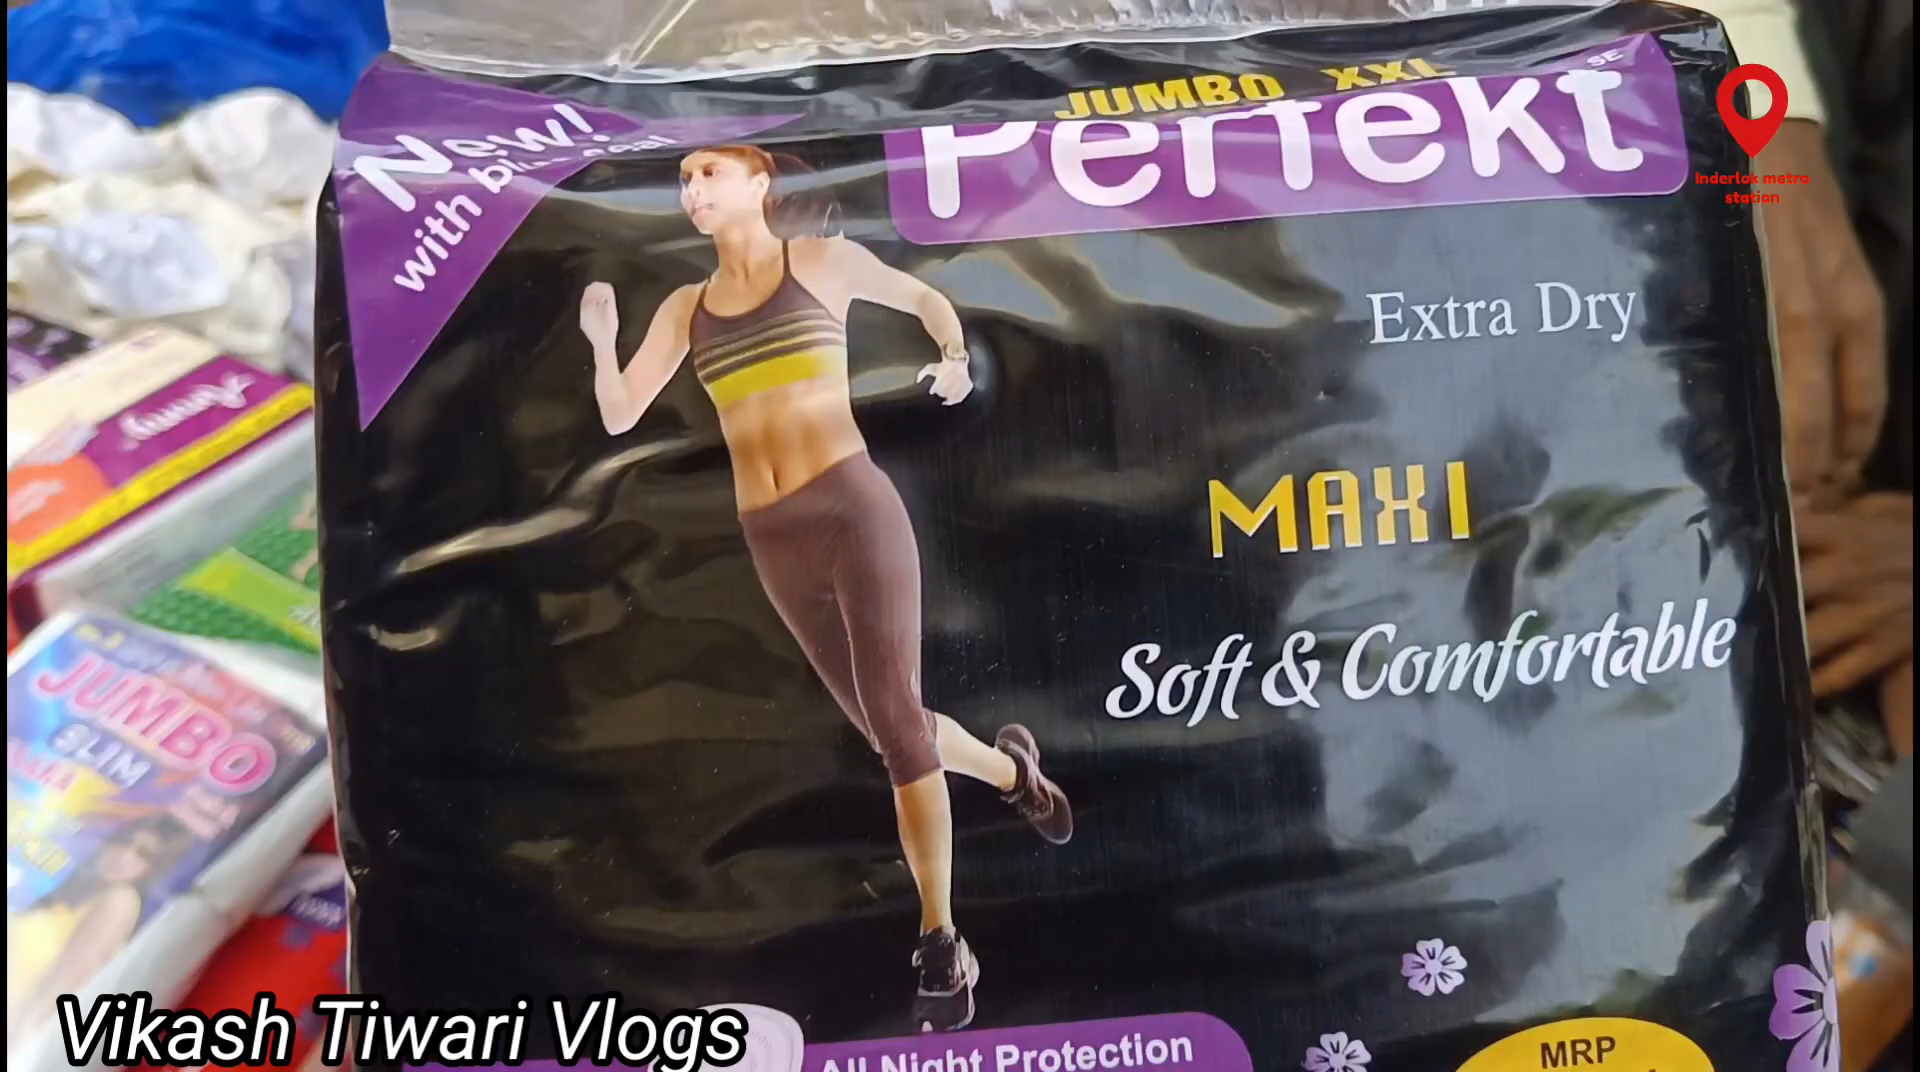 JUMBO XXL
Perfekt
SE
New!
with
Inderlok metro
station
Extra Dry
MAXI
Soft & Comfortable
JUMBO
SLIM
Vikash Tiwari Vlogs
All Night Protection
MRP